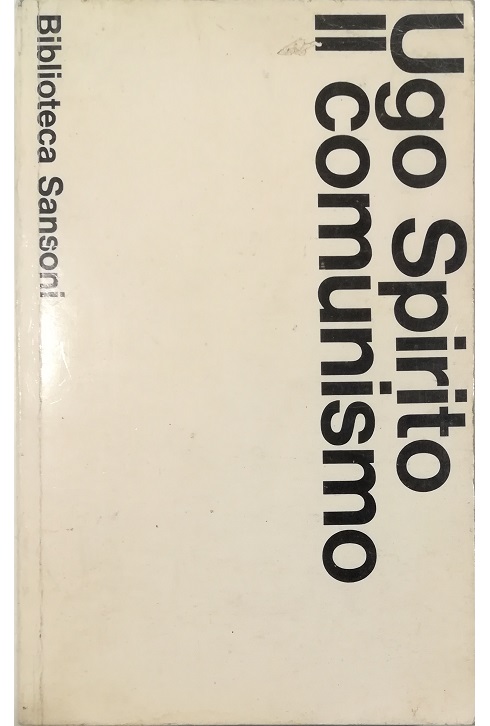 Ugo Spirito
Il comunismo
Biblioteca Sansoni